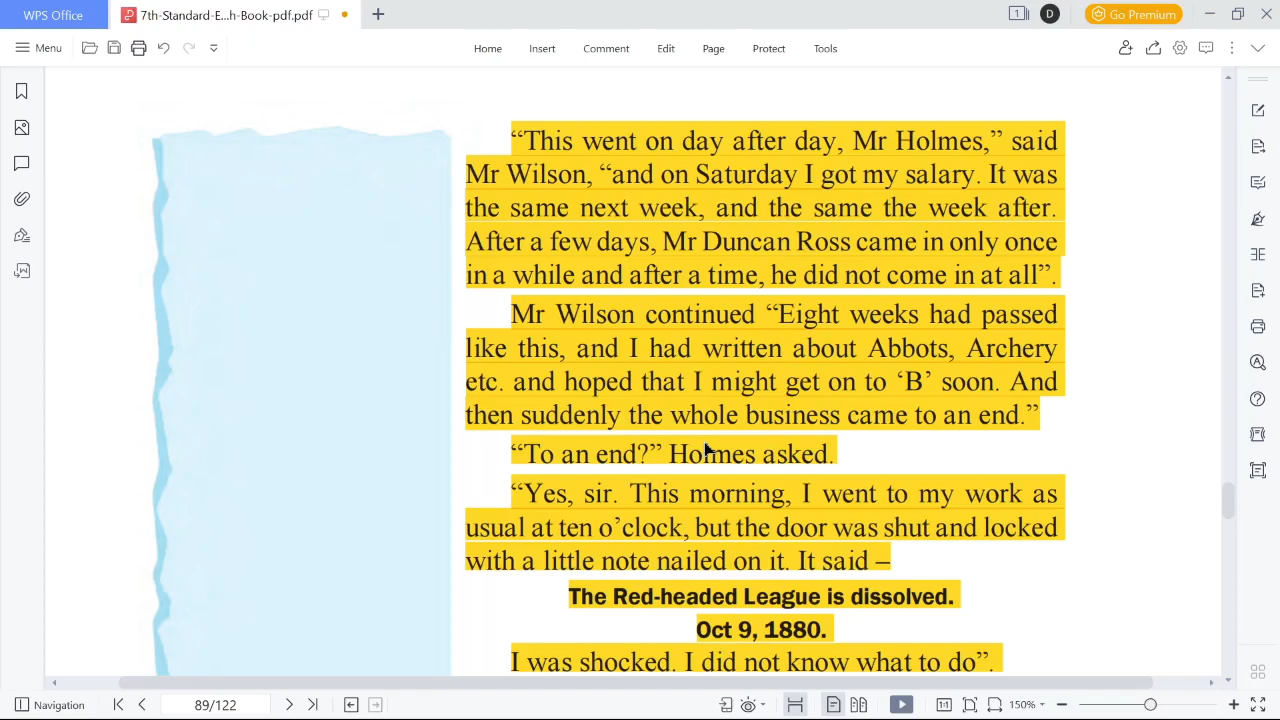 WPS Office
7th-Standard-E...h-Book-pdf.pdf
1
D
Go Premium
Menu
Home Insert Comment Edit Page Protect Tools
“This went on day after day, Mr Holmes,” said
Mr Wilson, “and on Saturday I got my salary. It was
the same next week, and the same the week after.
After a few days, Mr Duncan Ross came in only once
in a while and after a time, he did not come in at all”.
Mr Wilson continued “Eight weeks had passed
like this, and I had written about Abbots, Archery
etc. and hoped that I might get on to ‘B’ soon. And
then suddenly the whole business came to an end.”
“To an end?” Holmes asked.
“Yes, sir. This morning, I went to my work as
usual at ten o’clock, but the door was shut and locked
with a little note nailed on it. It said –
The Red-headed League is dissolved.
Oct 9, 1880.
I was shocked. I did not know what to do”.
Navigation
89/122
1:1
150%